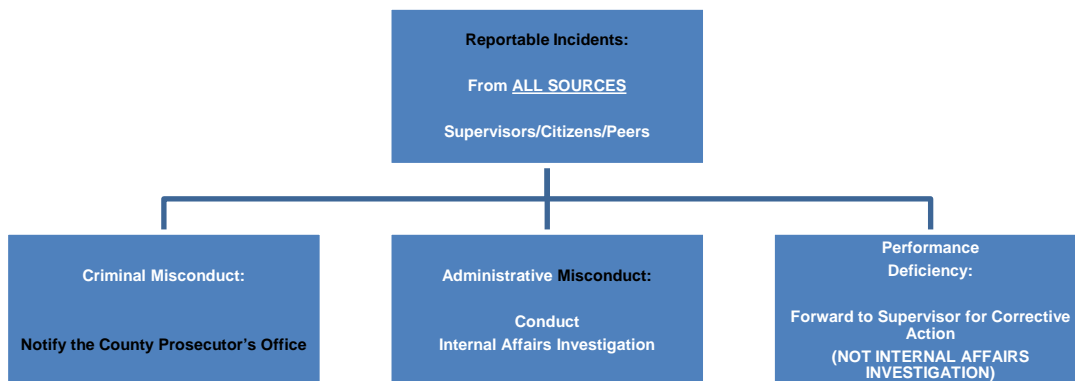 Reportable Incidents:
From ALL SOURCES
Supervisors/Citizens/Peers
Criminal Misconduct:
Notify the County Prosecutor's Office
Administrative Misconduct:
Conduct
Internal Affairs Investigation
Performance
Deficiency:
Forward to Supervisor for Corrective
Action
(NOT INTERNAL AFFAIRS
INVESTIGATION)